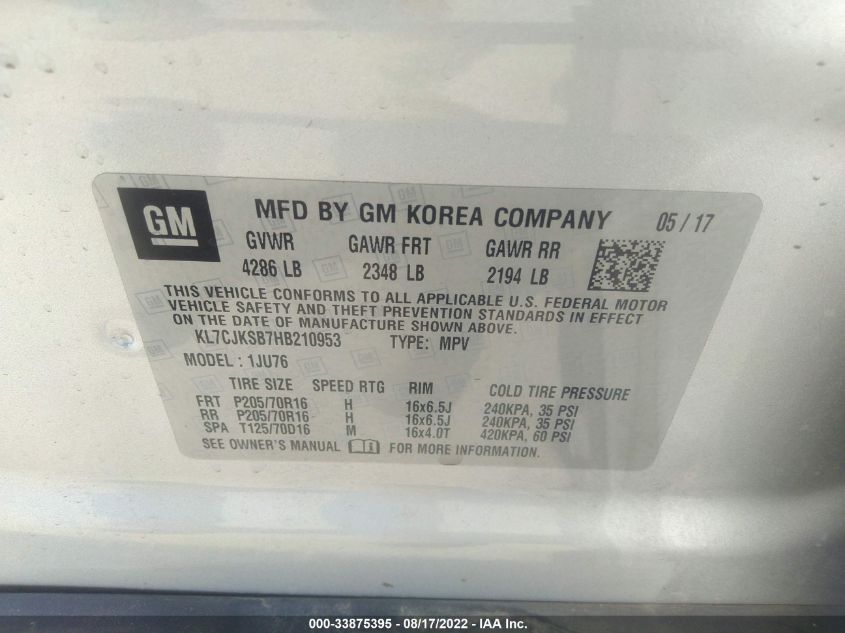 GM MFD BY GM KOREA COMPANY 05 / 17
GVWR GAWR FRT GAWR RR
4286 LB 2348 LB 2194 LB
THIS VEHICLE CONFORMS TO ALL APPLICABLE U.S. FEDERAL MOTOR
VEHICLE SAFETY AND THEFT PREVENTION STANDARDS IN EFFECT
ON THE DATE OF MANUFACTURE SHOWN ABOVE.
KL7CJKSB7HB210953 TYPE: MPV
MODEL : 1JU76
TIRE SIZE SPEED RTG RIM COLD TIRE PRESSURE
FRT P205/70R16 H 16x6.5J 240KPA, 35 PSI
RR P205/70R16 H 16x6.5J 240KPA, 35 PSI
SPA T125/70D16 M 16x4.0T 420KPA, 60 PSI
SEE OWNER'S MANUAL FOR MORE INFORMATION.
000-33875395 - 08/17/2022 - IAA Inc.